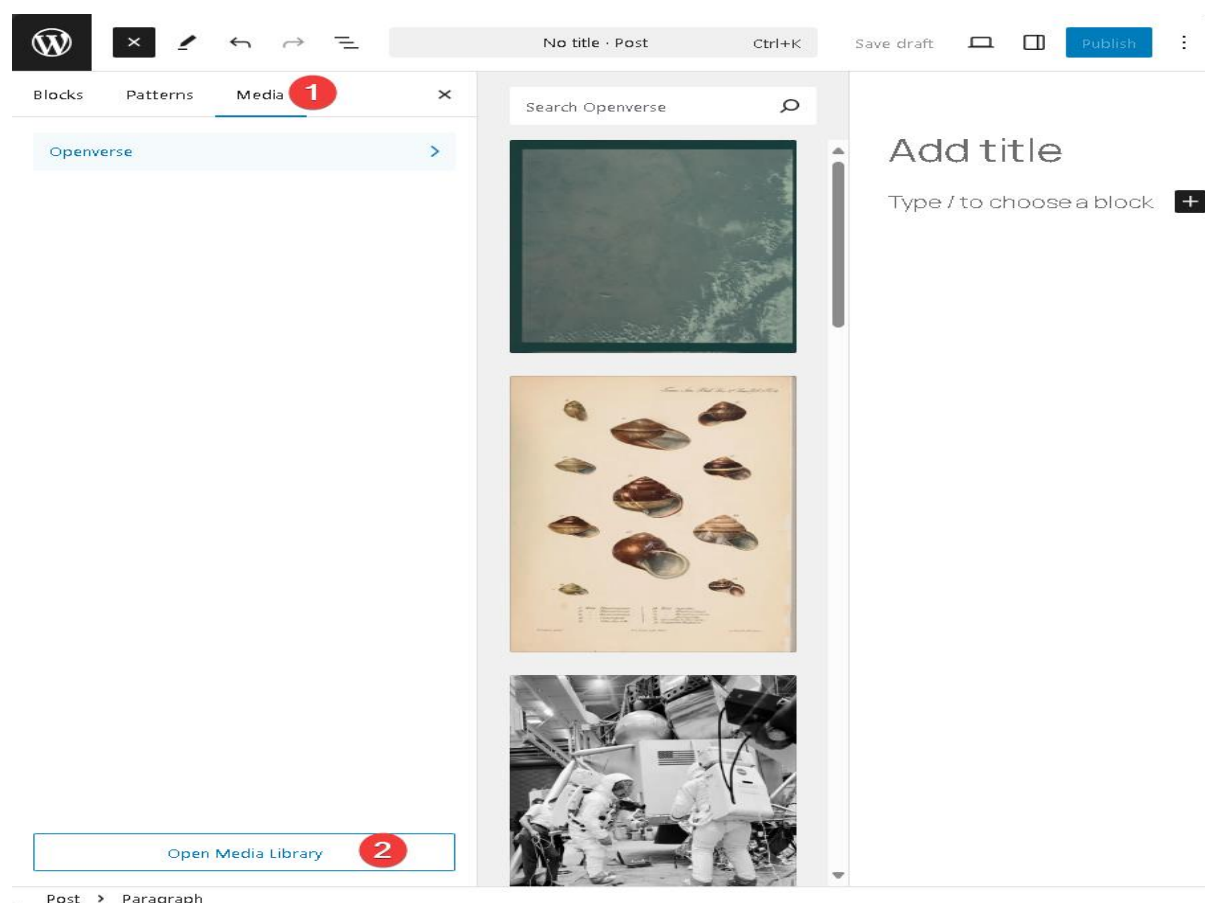 No title · Post Ctrl+K Save draft Publish
Blocks Patterns Media 1
Openverse
Open Media Library 2
Search Openverse
Add title
Type / to choose a block
Post > Paragraph